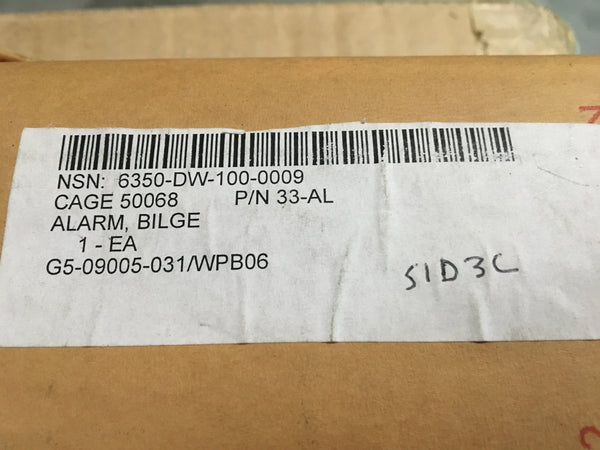 NSN: 6350-DW-100-0009
CAGE 50068 P/N 33-AL
ALARM, BILGE
1 - EA
G5-09005-031/WPB06
51D3C